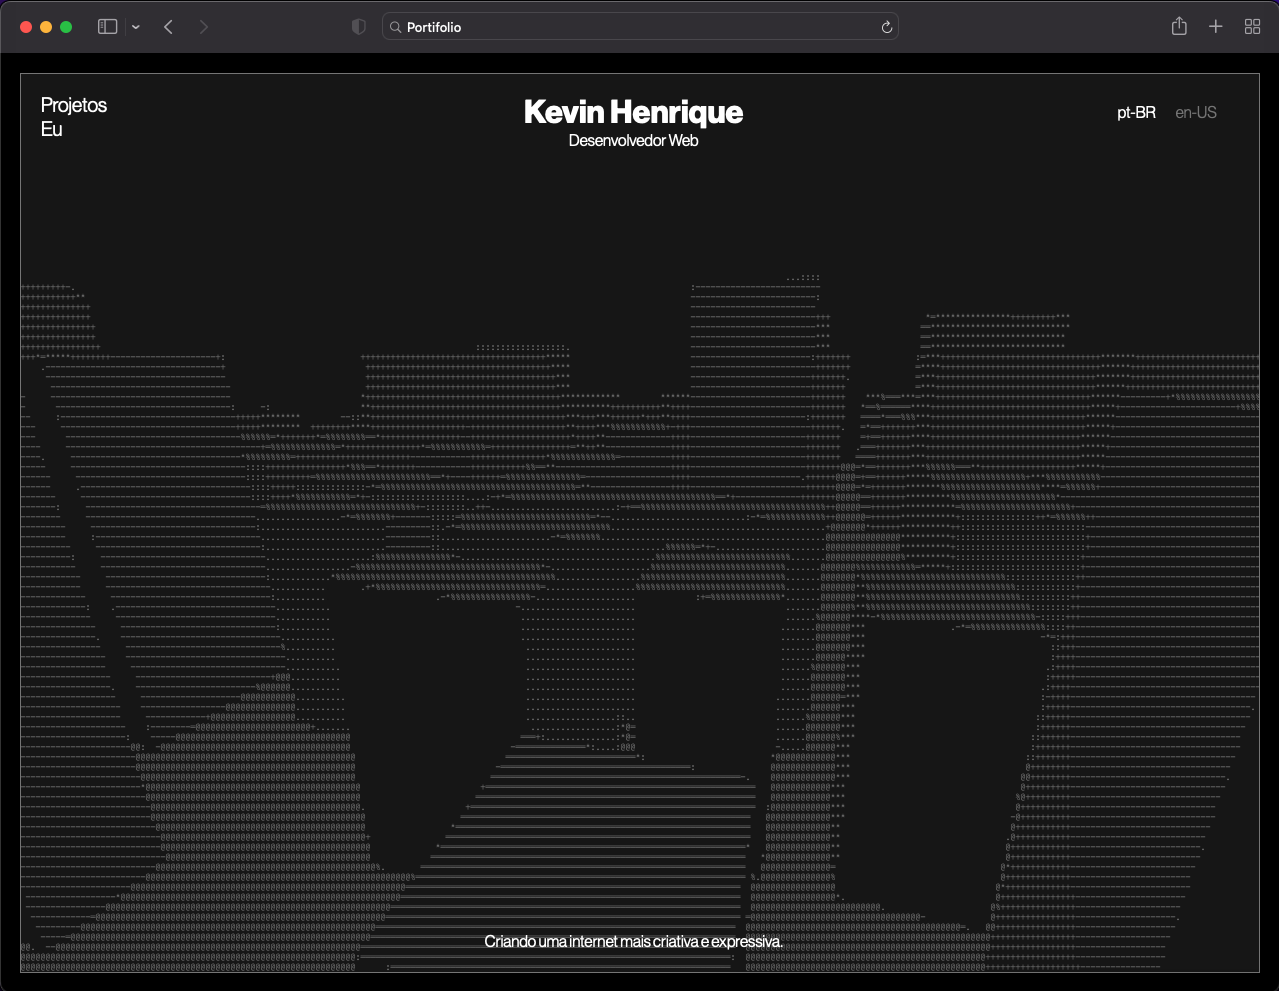 Portifolio
Projetos
Eu
Kevin Henrique
Desenvolvedor Web
pt-BR en-US
Criando uma internet mais criativa e expressiva.